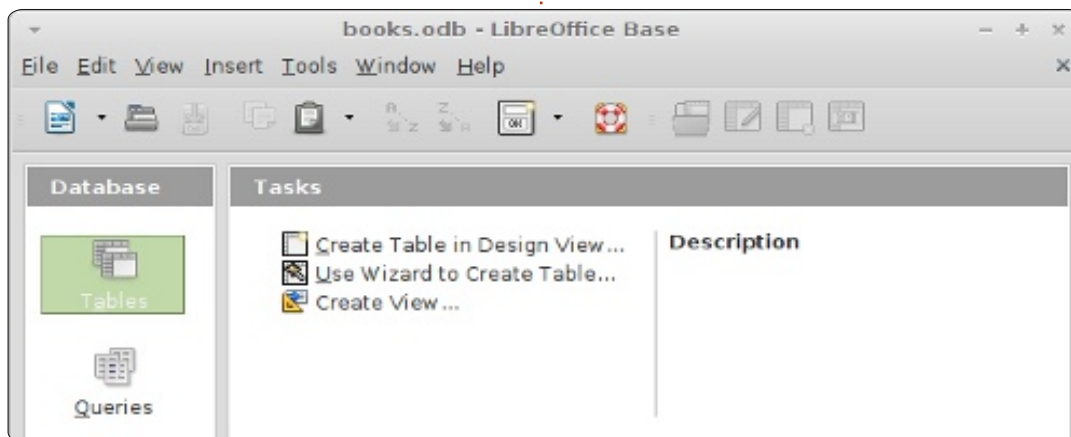 books.odb - LibreOffice Base
File Edit View Insert Tools Window Help
Database
Tasks
Tables
Queries
Create Table in Design View...
Use Wizard to Create Table...
Create View...
Description